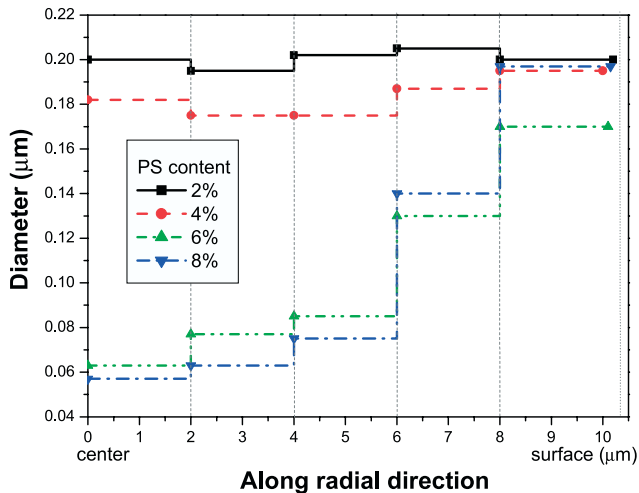 0.20
0.18
0.16
0.14
0.12
0.10
0.08
0.06
0.04
Diameter (μm)
PS content
2%
4%
6%
8%
0 1 2 3 4 5 6 7 8 9 10
center surface (μm)
Along radial direction